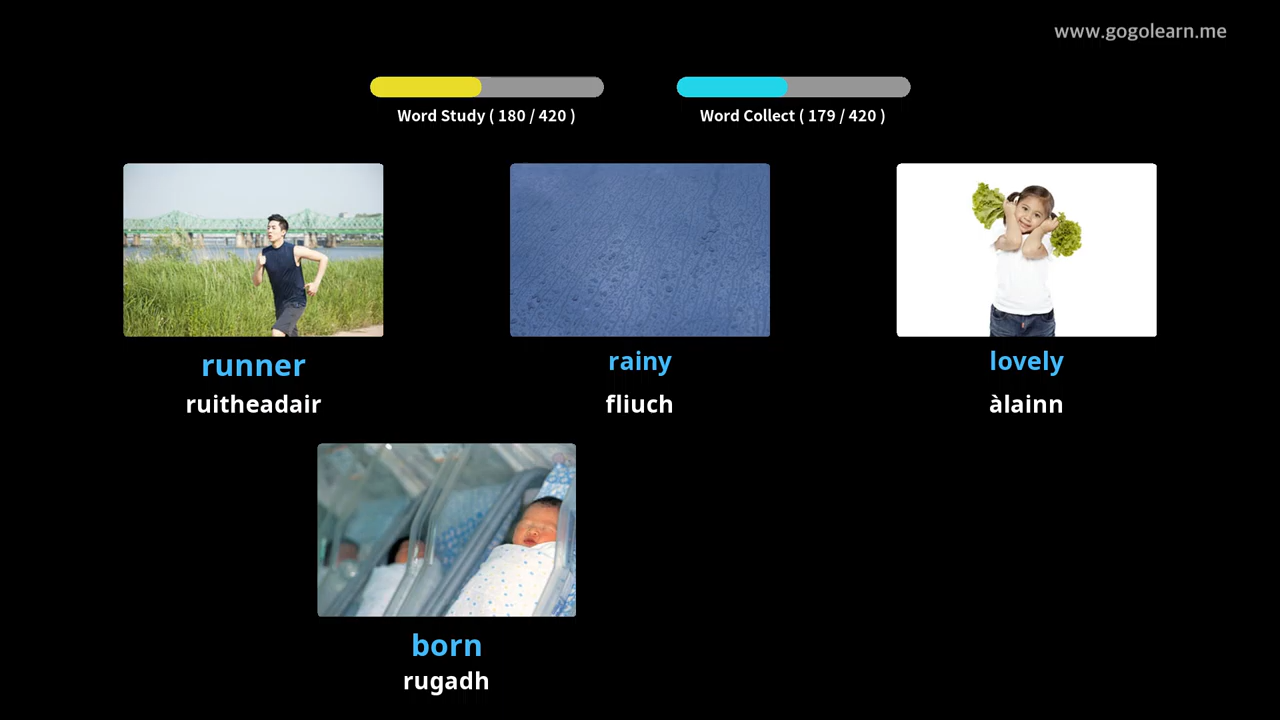 www.gogolearn.me
Word Study ( 180 / 420 )
Word Collect ( 179 / 420 )
runner
rainy
lovely
ruitheadair
fliuch
àlainn
born
rugadh